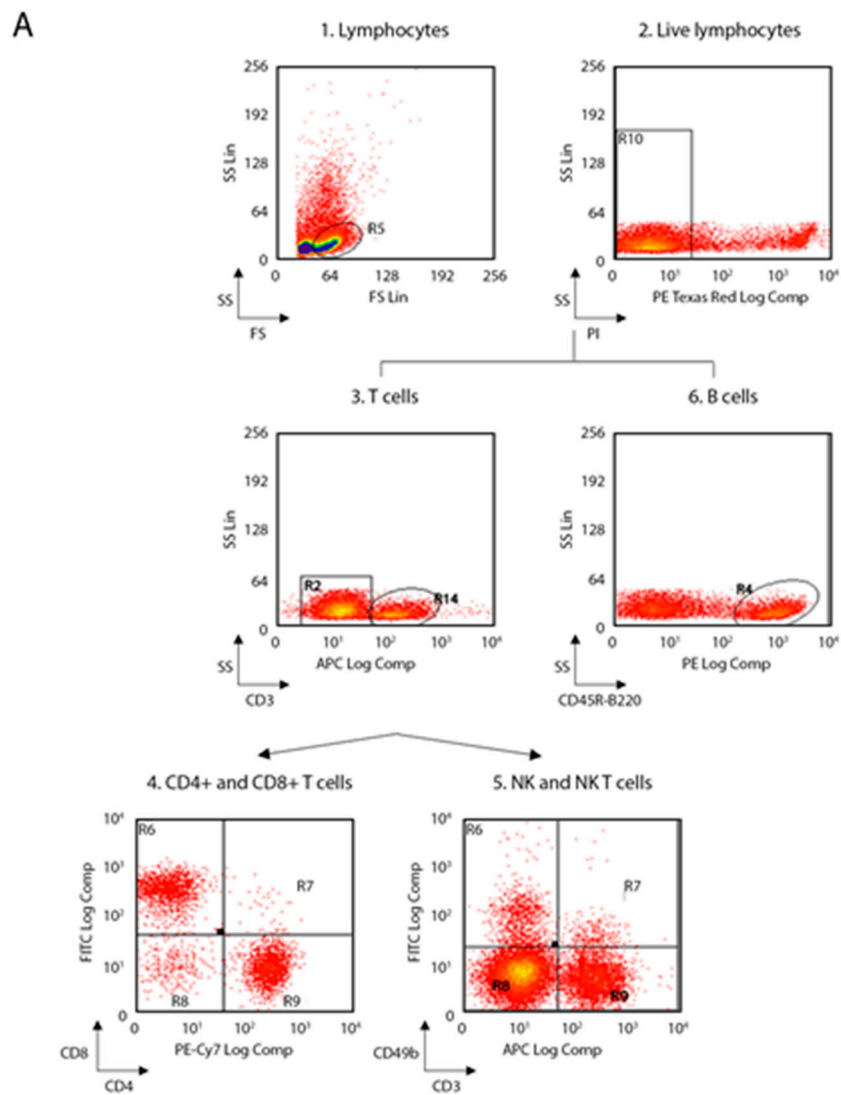 A
1. Lymphocytes
2. Live lymphocytes
256
192
128
64
0
SS Lin
R5
0 64 128 192 256
FS Lin
SS
FS
256
192
128
64
0
SS Lin
R10
10¹ 10² 10³ 10⁴
PE Texas Red Log Comp
SS
PI
3. T cells
6. B cells
256
192
128
64
0
SS Lin
R2
R14
0 10¹ 10² 10³ 10⁴
APC Log Comp
SS
CD3
256
192
128
64
0
SS Lin
R4
0 10¹ 10² 10³ 10⁴
PE Log Comp
SS
CD45R-B220
4. CD4+ and CD8+ T cells
5. NK and NK T cells
10⁴
10³
10²
10¹
0
FITC Log Comp
R6
R7
R8
R9
0 10¹ 10² 10³ 10⁴
PE-Cy7 Log Comp
CD8
CD4
10³
10²
10¹
0
FITC Log Comp
R6
R7
R8
R9
0 10¹ 10² 10³ 10⁴
APC Log Comp
CD49b
CD3